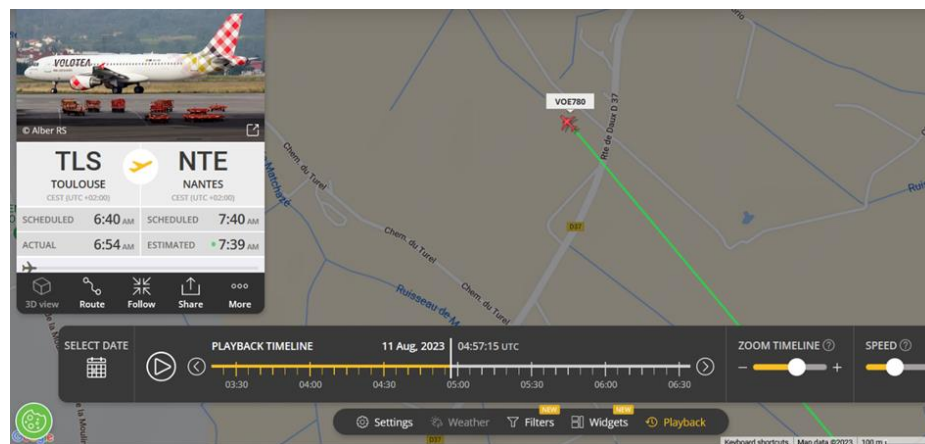 VOLOTEA
© Alber RS
TLS
NTE
TOULOUSE
NANTES
CEST (UTC +02:00)
CEST (UTC +02:00)
SCHEDULED 6:40 AM SCHEDULED 7:40 AM
ACTUAL 6:54 AM ESTIMATED 7:39 AM
3D view Route Follow Share More
VOE780
Rte de Daux D 37
Chem. du Turel
D37
Chem. du Turel
Chem. du Turel
Ruisseau de M
SELECT DATE
PLAYBACK TIMELINE 11 Aug, 2023 04:57:15 UTC
03:30 04:00 04:30 05:00 05:30 06:00 06:30
ZOOM TIMELINE
SPEED
NEW NEW
Settings Weather Filters Widgets Playback
D37
Keyboard shortcuts Map data ©2023 100 m